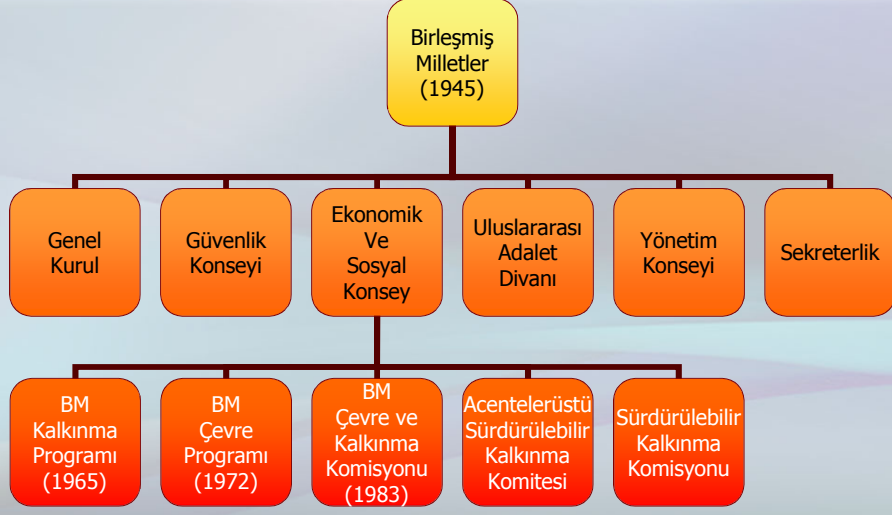 Birleşmiş
Milletler
(1945)
Genel
Kurul
Güvenlik
Konseyi
Ekonomik
Ve
Sosyal
Konsey
Uluslararası
Adalet
Divanı
Yönetim
Konseyi
Sekreterlik
BM
Kalkınma
Programı
(1965)
BM
Çevre
Programı
(1972)
BM
Çevre ve
Kalkınma
Komisyonu
(1983)
Acentelerüstü
Sürdürülebilir
Kalkınma
Komitesi
Sürdürülebilir
Kalkınma
Komisyonu